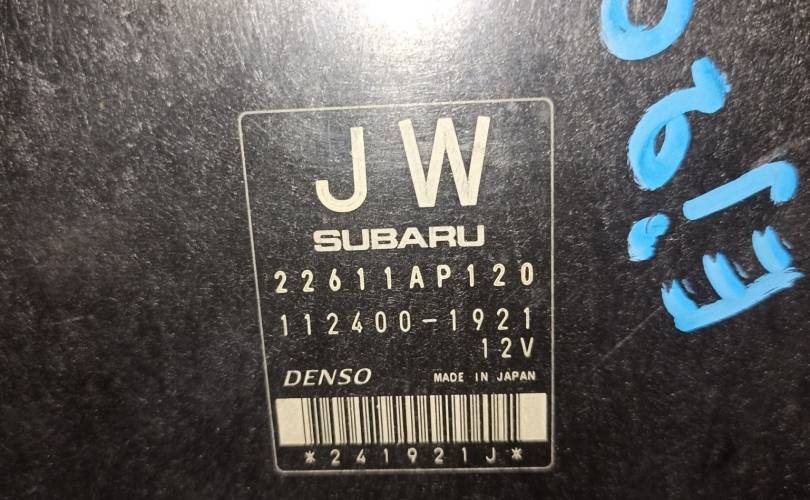 JW
SUBARU
22611AP120
112400-1921
12V
DENSO MADE IN JAPAN
*241921J*